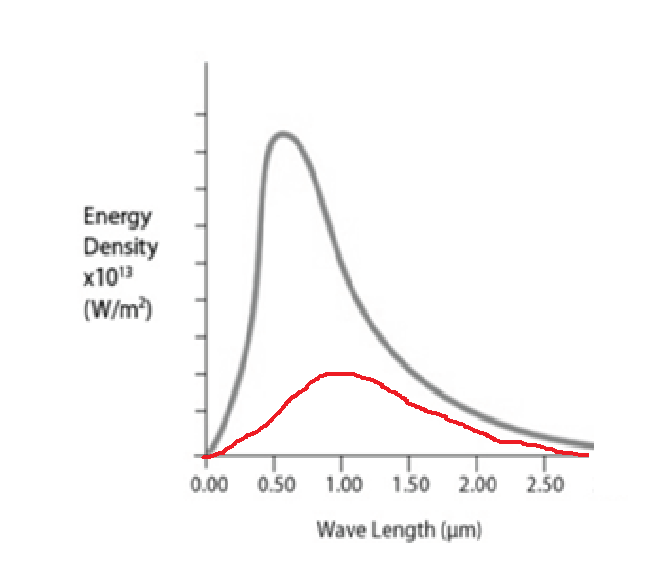 Energy
Density
x10¹³
(W/m²)
0.00 0.50 1.00 1.50 2.00 2.50
Wave Length (μm)